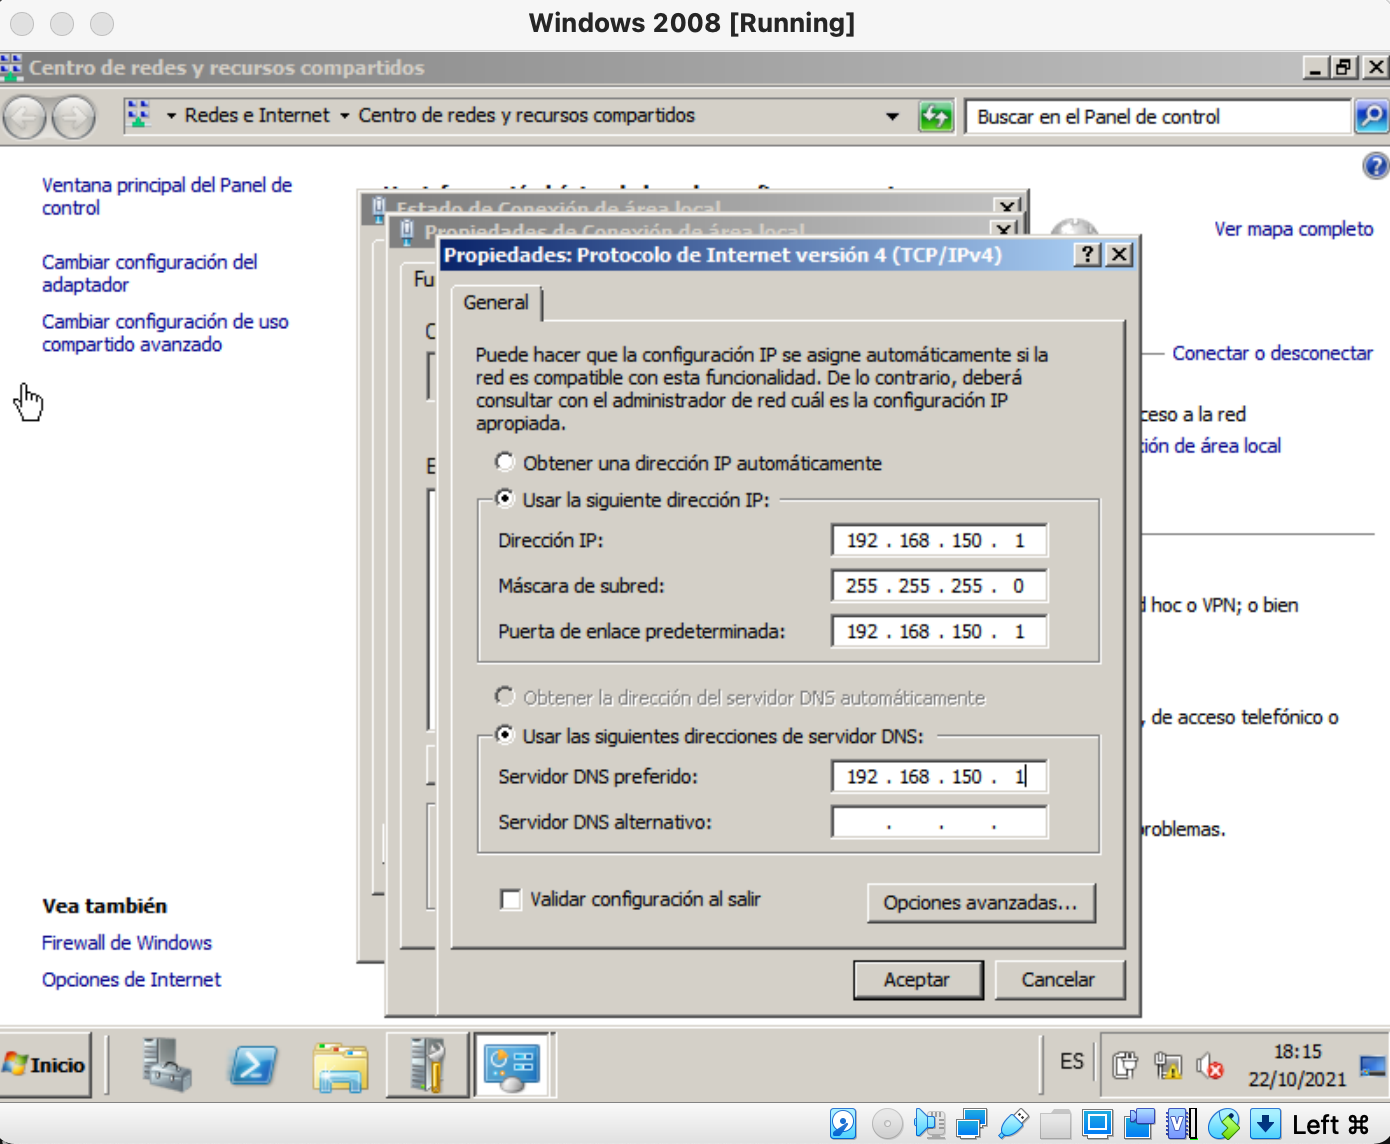 Windows 2008 [Running]
Centro de redes y recursos compartidos
Redes e Internet
Centro de redes y recursos compartidos
Buscar en el Panel de control
Ventana principal del Panel de
control
Cambiar configuración del
adaptador
Cambiar configuración de uso
compartido avanzado
Estado de Conexión de área local
Propiedades de Conexión de área local
Propiedades: Protocolo de Internet versión 4 (TCP/IPv4)
General
Puede hacer que la configuración IP se asigne automáticamente si la
red es compatible con esta funcionalidad. De lo contrario, deberá
consultar con el administrador de red cuál es la configuración IP
apropiada.
Obtener una dirección IP automáticamente
Usar la siguiente dirección IP:
Dirección IP:
192 . 168 . 150 . 1
Máscara de subred:
255 . 255 . 255 . 0
Puerta de enlace predeterminada:
192 . 168 . 150 . 1
Obtener la dirección del servidor DNS automáticamente
Usar las siguientes direcciones de servidor DNS:
Servidor DNS preferido:
192 . 168 . 150 . 1
Servidor DNS alternativo:
. . .
Validar configuración al salir
Opciones avanzadas...
Aceptar
Cancelar
Ver mapa completo
Conectar o desconectar
a la red
de área local
hoc o VPN; o bien
, de acceso telefónico o
Vea también
Firewall de Windows
Opciones de Internet
Inicio
ES
18:15
22/10/2021
Left ⌘